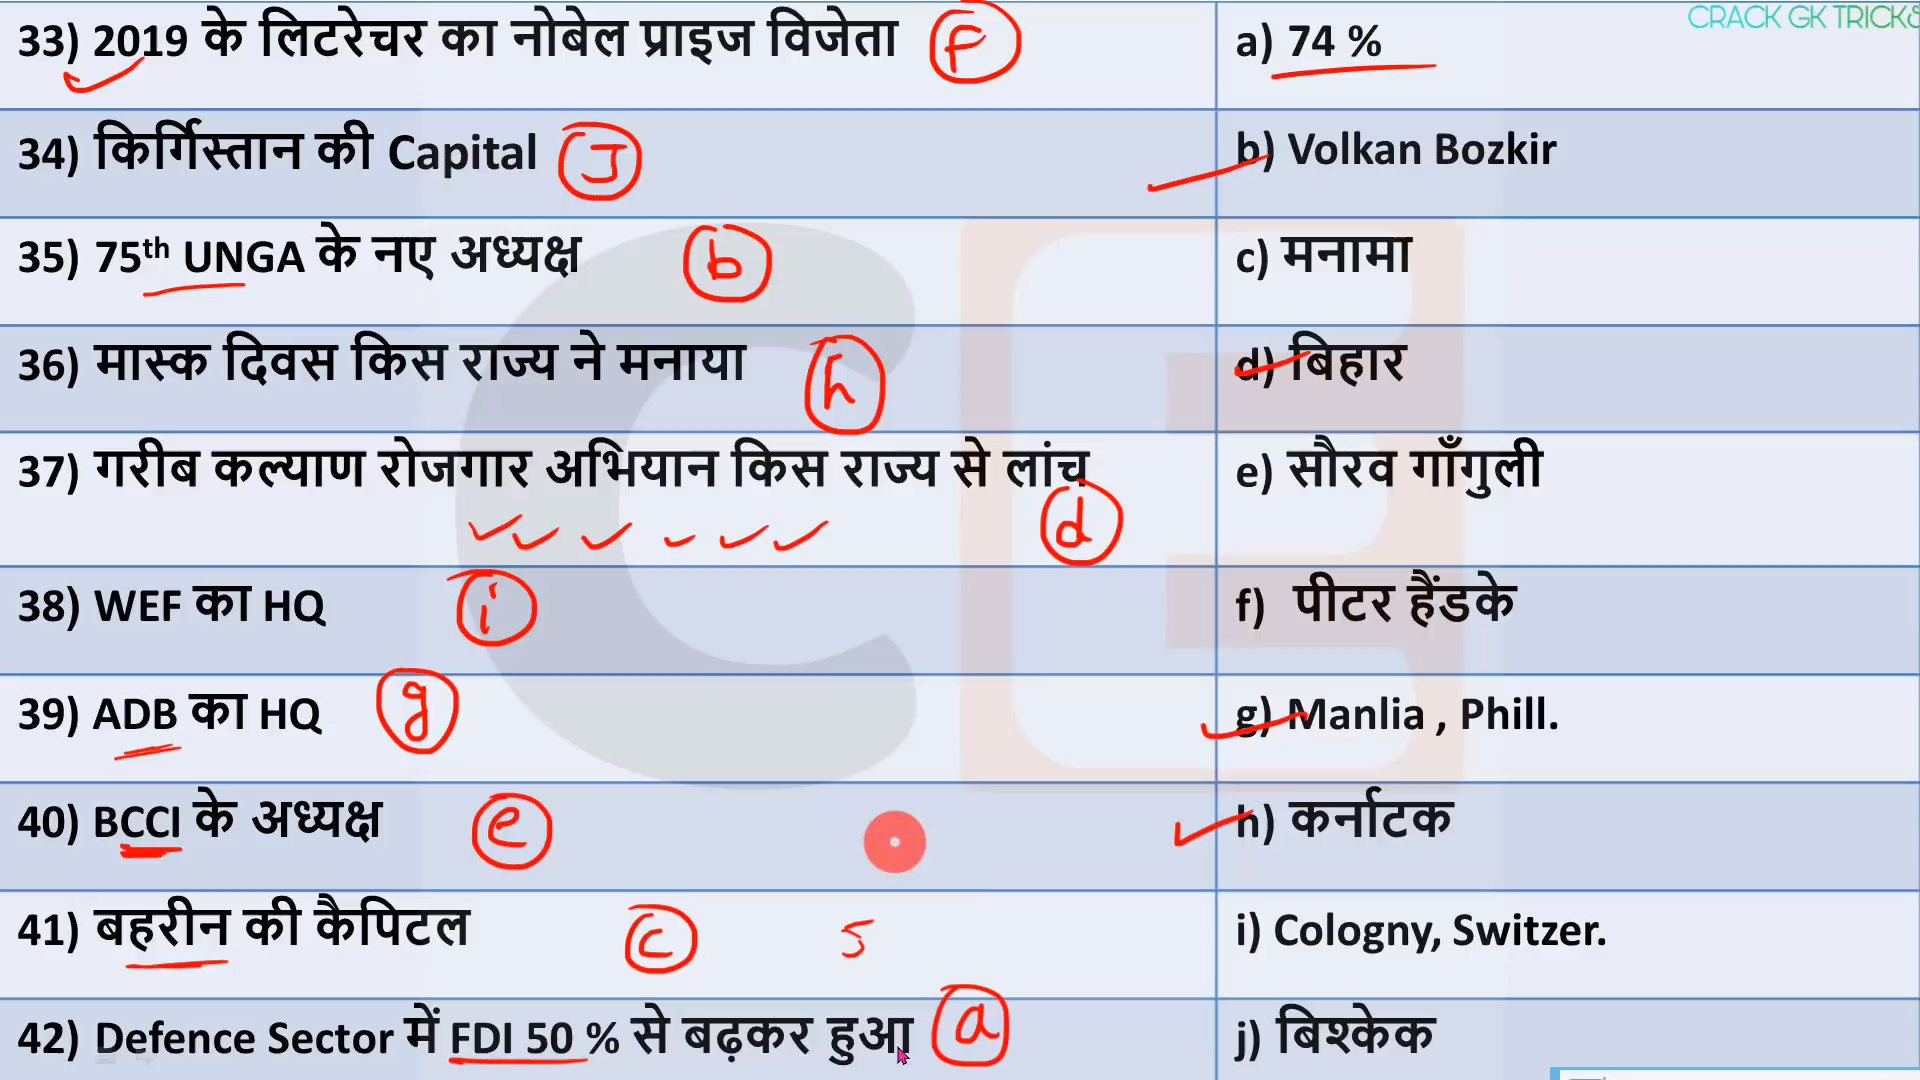 CRACK GK TRICKS
33) 2019 के लिटरेचर का नोबेल प्राइज विजेता F a) 74 %
34) किर्गिस्तान की Capital J b) Volkan Bozkir
35) 75th UNGA के नए अध्यक्ष b c) मनामा
36) मास्क दिवस किस राज्य ने मनाया h d) बिहार
37) गरीब कल्याण रोजगार अभियान किस राज्य से लांच d e) सौरव गाँगुली
38) WEF का HQ i f) पीटर हैंडके
39) ADB का HQ g g) Manlia , Phill.
40) BCCI के अध्यक्ष e h) कर्नाटक
41) बहरीन की कैपिटल c 5 i) Cologny, Switzer.
42) Defence Sector में FDI 50 % से बढ़कर हुआ a j) बिश्केक